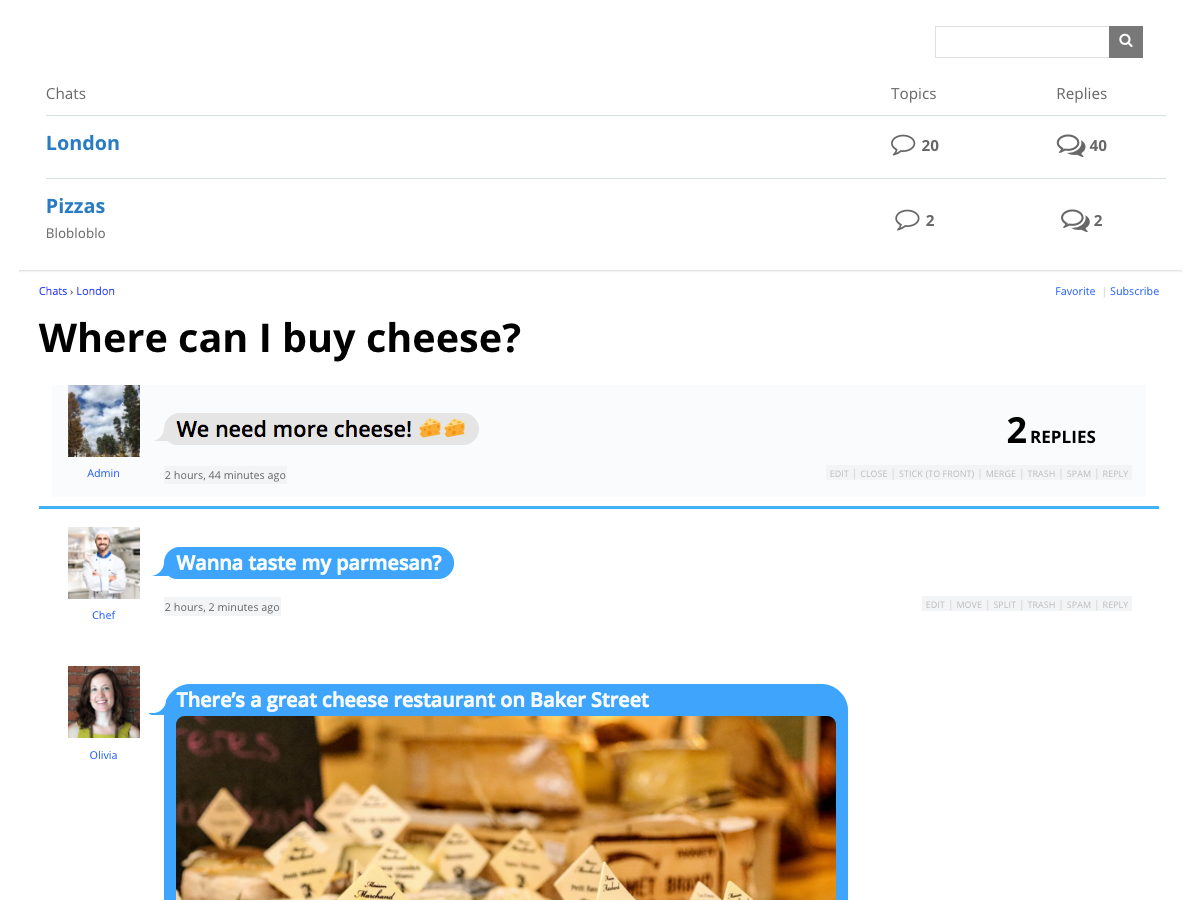 Chats Topics Replies
London 20 40
Pizzas
Blobloblo 2 2
Chats › London Favorite | Subscribe
Where can I buy cheese?
We need more cheese! 🧀🧀
2 REPLIES
Admin 2 hours, 44 minutes ago EDIT | CLOSE | STICK (TO FRONT) | MERGE | TRASH | SPAM | REPLY
Wanna taste my parmesan?
2 hours, 2 minutes ago EDIT | MOVE | SPLIT | TRASH | SPAM | REPLY
Chef
There's a great cheese restaurant on Baker Street
Olivia
Maison
Marchand